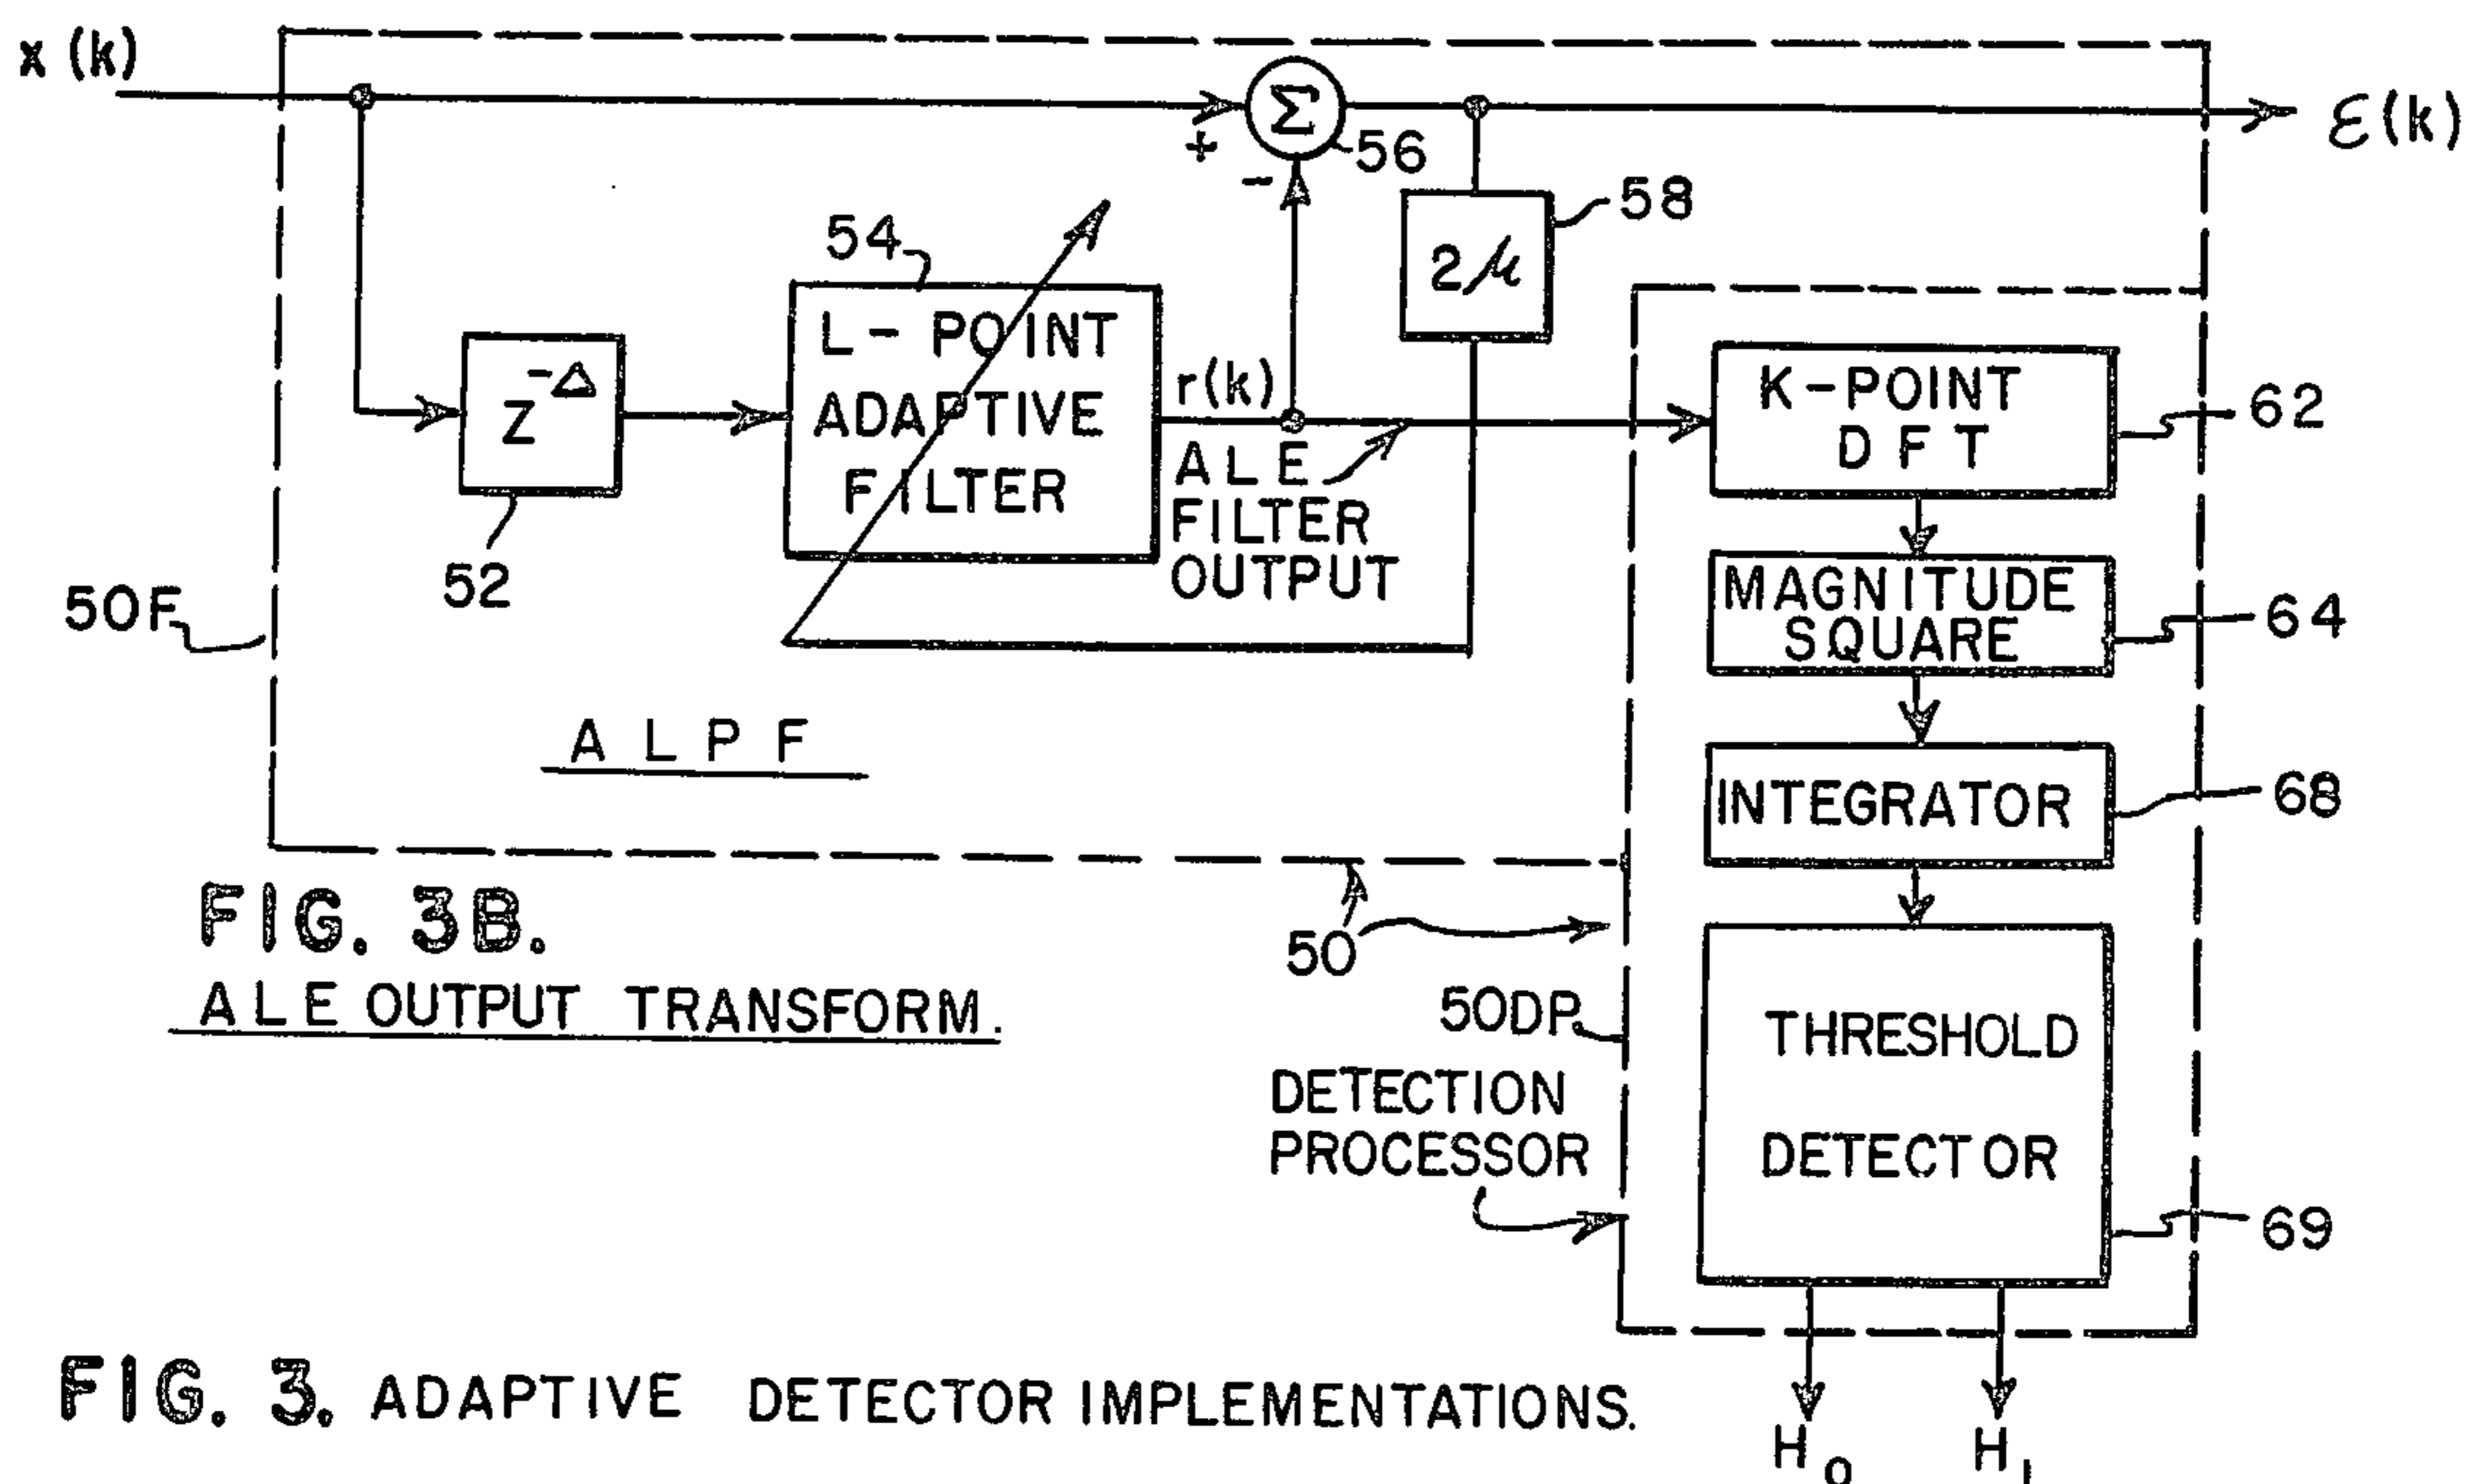 x (k)
Σ
+
-
56
ε(k)
58
2μ
54
L - POINT
ADAPTIVE
FILTER
Z^-Δ
52
r(k)
ALE
FILTER
OUTPUT
K-POINT
DFT
62
MAGNITUDE
SQUARE
64
INTEGRATOR
68
50F
ALPF
50
50DP
DETECTION
PROCESSOR
THRESHOLD
DETECTOR
69
H₀
H₁
FIG. 3B.
ALE OUTPUT TRANSFORM.
FIG. 3. ADAPTIVE DETECTOR IMPLEMENTATIONS.